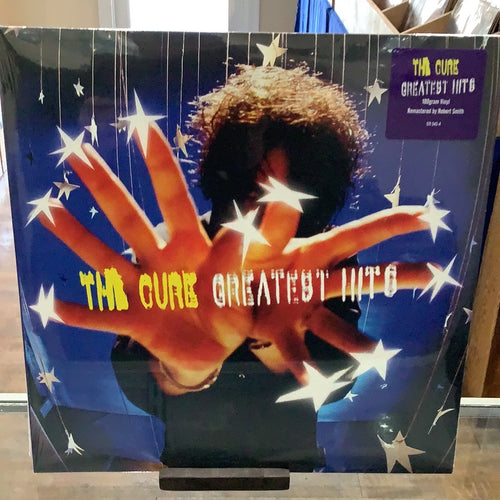 THE CURE
GREATEST HITS
180gram Vinyl
Remastered by Robert Smith
THE CURE GREATEST HITS